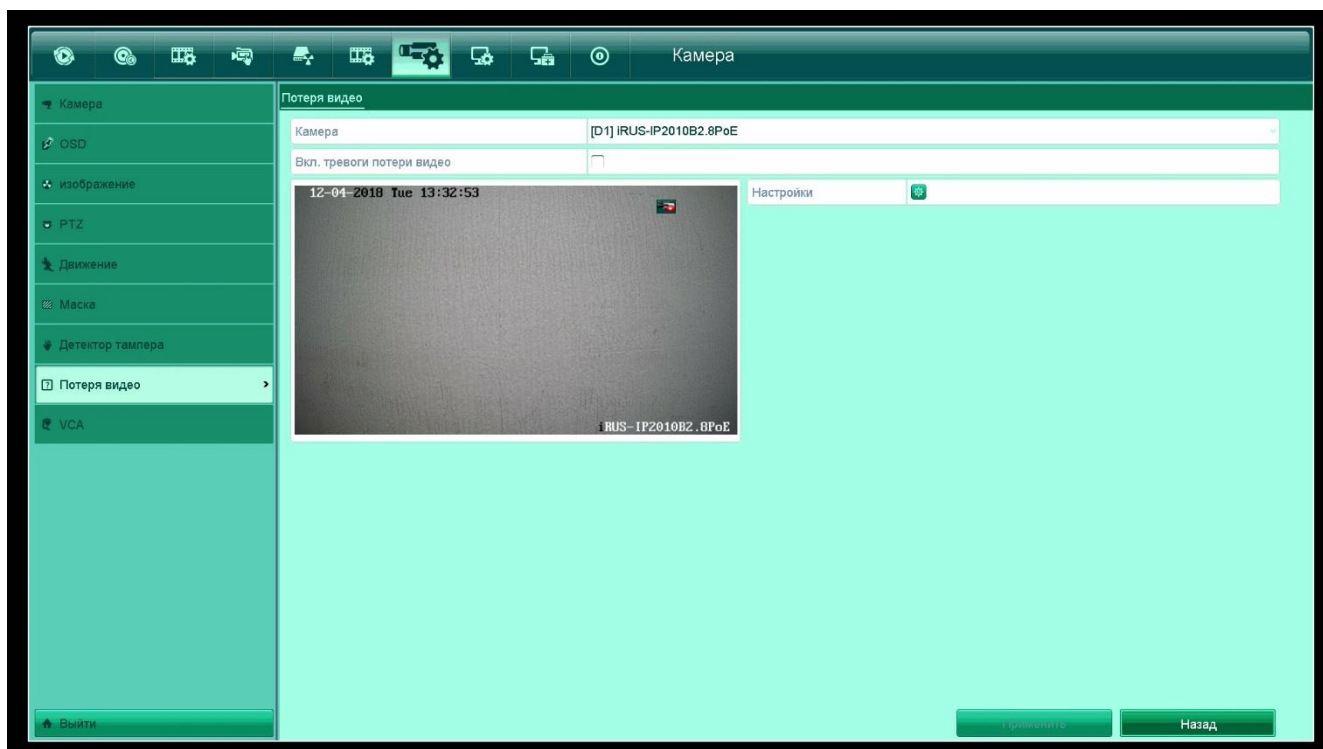 Камера
Камера
OSD
изображение
PTZ
Движение
Маска
Детектор тампера
Потеря видео
VCA
Выйти
Потеря видео
Камера [D1] iRUS-IP2010B2.8PoE
Вкл. тревоги потери видео
12-04-2018 Tue 13:32:53
iRUS-IP2010B2.8PoE
Настройки
Применить Назад